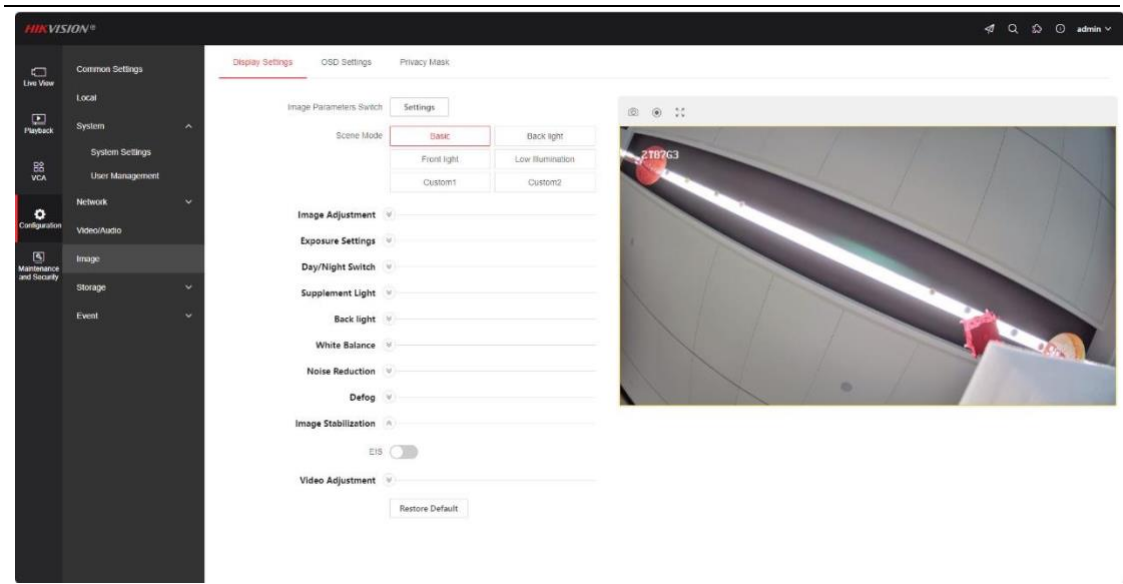 HIKVISION®
admin
Live View
Playback
VCA
Configuration
Maintenance
and Security
Common Settings
Local
System
System Settings
User Management
Network
Video/Audio
Image
Storage
Event
Display Settings OSD Settings Privacy Mask
Image Parameters Switch Settings
Scene Mode Basic Back light
Front light Low Illumination
Custom1 Custom2
Image Adjustment
Exposure Settings
Day/Night Switch
Supplement Light
Back light
White Balance
Noise Reduction
Defog
Image Stabilization
EIS
Video Adjustment
Restore Default
2T87G3